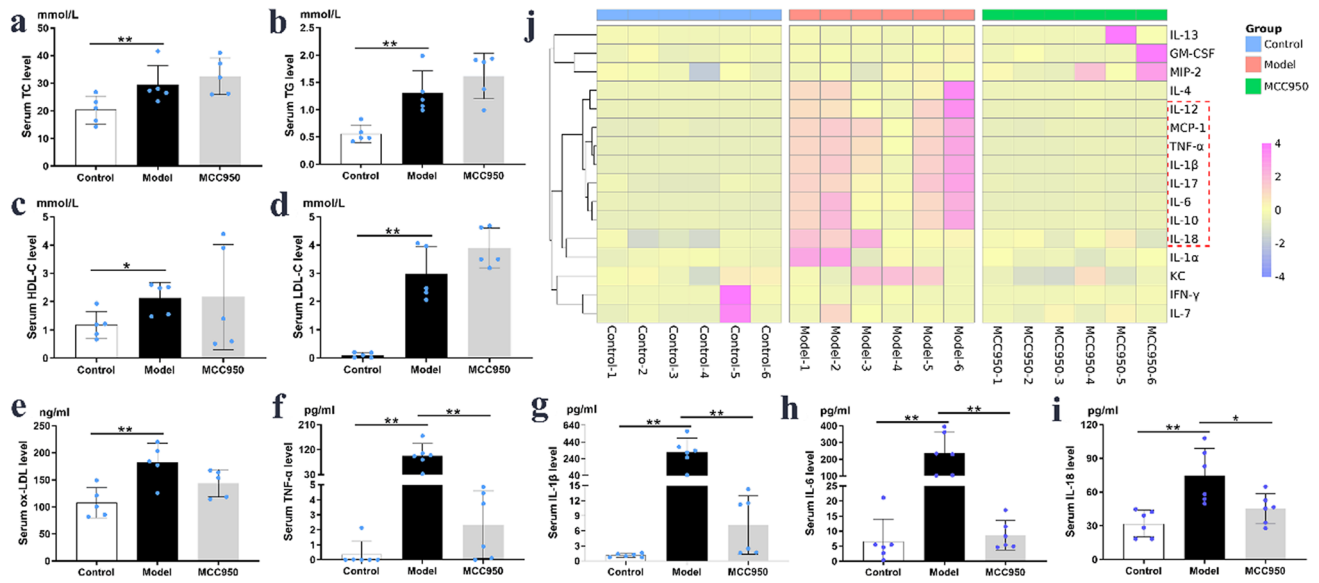 a
mmol/L
Serum TC level
50
40
30
20
10
0
**
Control
Model
MCC950
b
mmol/L
Serum TG level
2.5
2.0
1.5
1.0
0.5
0.0
**
Control
Model
MCC950
c
mmol/L
Serum HDL-C level
5
4
3
2
1
0
*
Control
Model
MCC950
d
mmol/L
Serum LDL-C level
5
4
3
2
1
0
**
Control
Model
MCC950
j
IL-13
GM-CSF
MIP-2
IL-4
IL-12
MCP-1
TNF-α
IL-1β
IL-17
IL-6
IL-10
IL-18
IL-1α
KC
IFN-γ
IL-7
Control-1
Contro-2
Control-3
Control-4
Control-5
Control-6
Model-1
Model-2
Model-3
Model-4
Model-5
Model-6
MCC950-1
MCC950-2
MCC950-3
MCC950-4
MCC950-5
MCC950-6
Group
Control
Model
MCC950
4
2
0
-2
-4
e
ng/ml
Serum ox-LDL level
250
200
150
100
50
0
**
Control
Model
MCC950
f
pg/ml
Serum TNF-α level
210
120
30
5
4
3
2
1
0
**
**
Control
Model
MCC950
g
pg/ml
Serum IL-1β level
640
440
240
40
15
12
9
6
3
0
**
**
Control
Model
MCC950
h
pg/ml
Serum IL-6 level
400
300
200
100
25
20
15
10
5
0
**
**
Control
Model
MCC950
i
pg/ml
Serum IL-18 level
120
90
60
30
0
**
*
Control
Model
MCC950